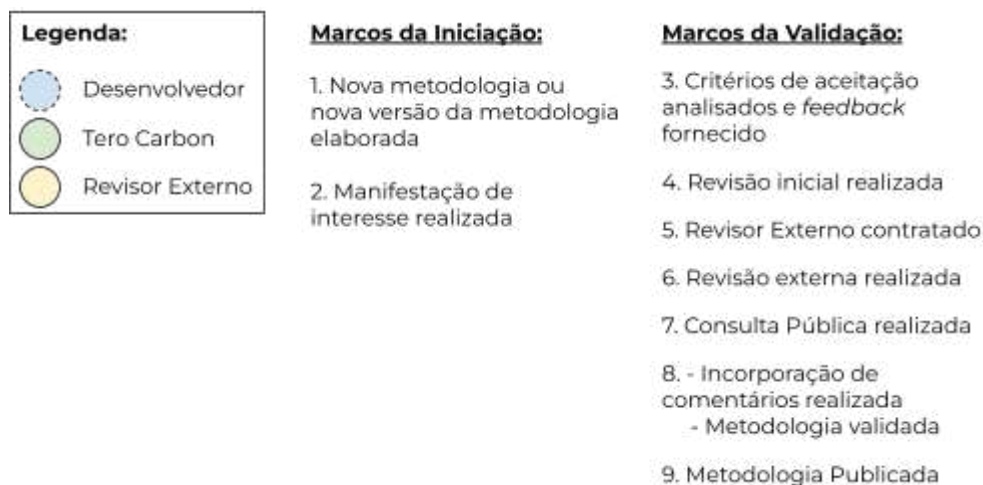 Legenda:
Desenvolvedor
Tero Carbon
Revisor Externo
Marcos da Iniciação:
1. Nova metodologia ou
nova versão da metodologia
elaborada
2. Manifestação de
interesse realizada
Marcos da Validação:
3. Critérios de aceitação
analisados e feedback
fornecido
4. Revisão inicial realizada
5. Revisor Externo contratado
6. Revisão externa realizada
7. Consulta Pública realizada
8. - Incorporação de
comentários realizada
- Metodologia validada
9. Metodologia Publicada